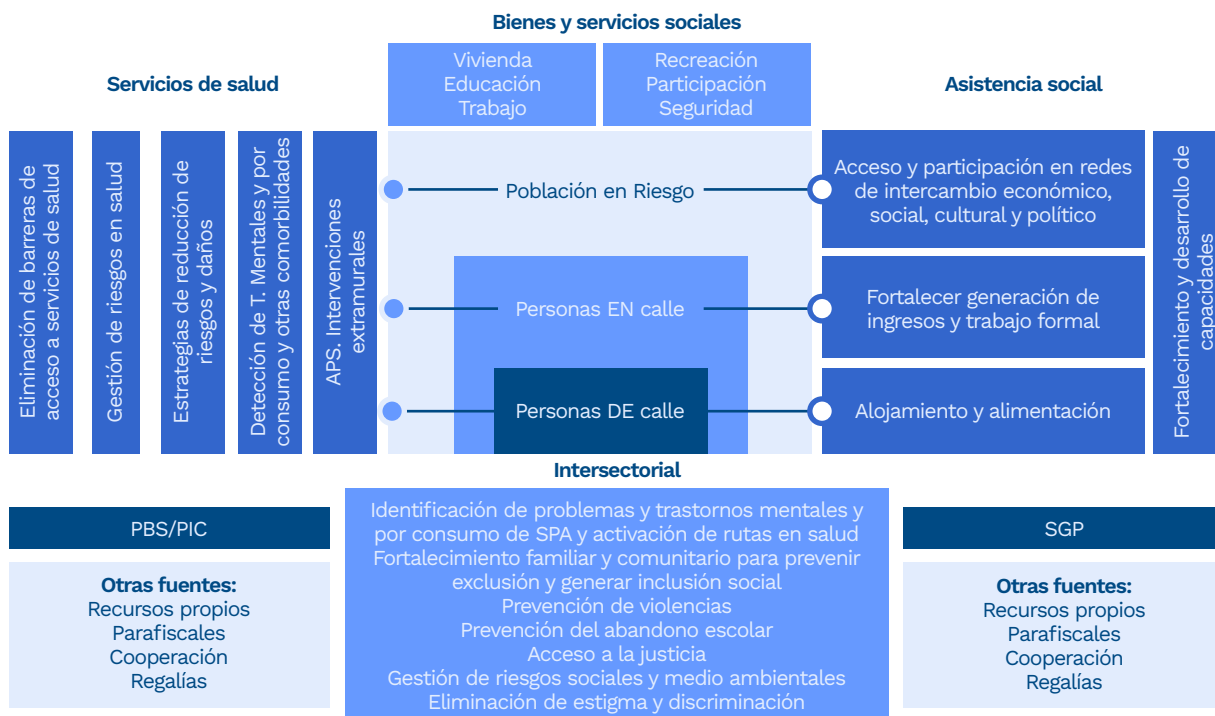 Bienes y servicios sociales
Vivienda
Educación
Trabajo
Recreación
Participación
Seguridad
Servicios de salud
Asistencia social
Eliminación de barreras de
acceso a servicios de salud
Gestión de riesgos en salud
Estrategias de reducción de
riesgos y daños
Detección de T. Mentales y por
consumo y otras comorbilidades
APS. Intervenciones
extramurales
Población en Riesgo
Personas EN calle
Personas DE calle
Acceso y participación en redes
de intercambio económico,
social, cultural y político
Fortalecer generación de
ingresos y trabajo formal
Alojamiento y alimentación
Fortalecimiento y desarrollo de
capacidades
Intersectorial
Identificación de problemas y trastornos mentales y
por consumo de SPA y activación de rutas en salud
Fortalecimiento familiar y comunitario para prevenir
exclusión y generar inclusión social
Prevención de violencias
Prevención del abandono escolar
Acceso a la justicia
Gestión de riesgos sociales y medio ambientales
Eliminación de estigma y discriminación
PBS/PIC
Otras fuentes:
Recursos propios
Parafiscales
Cooperación
Regalías
SGP
Otras fuentes:
Recursos propios
Parafiscales
Cooperación
Regalías